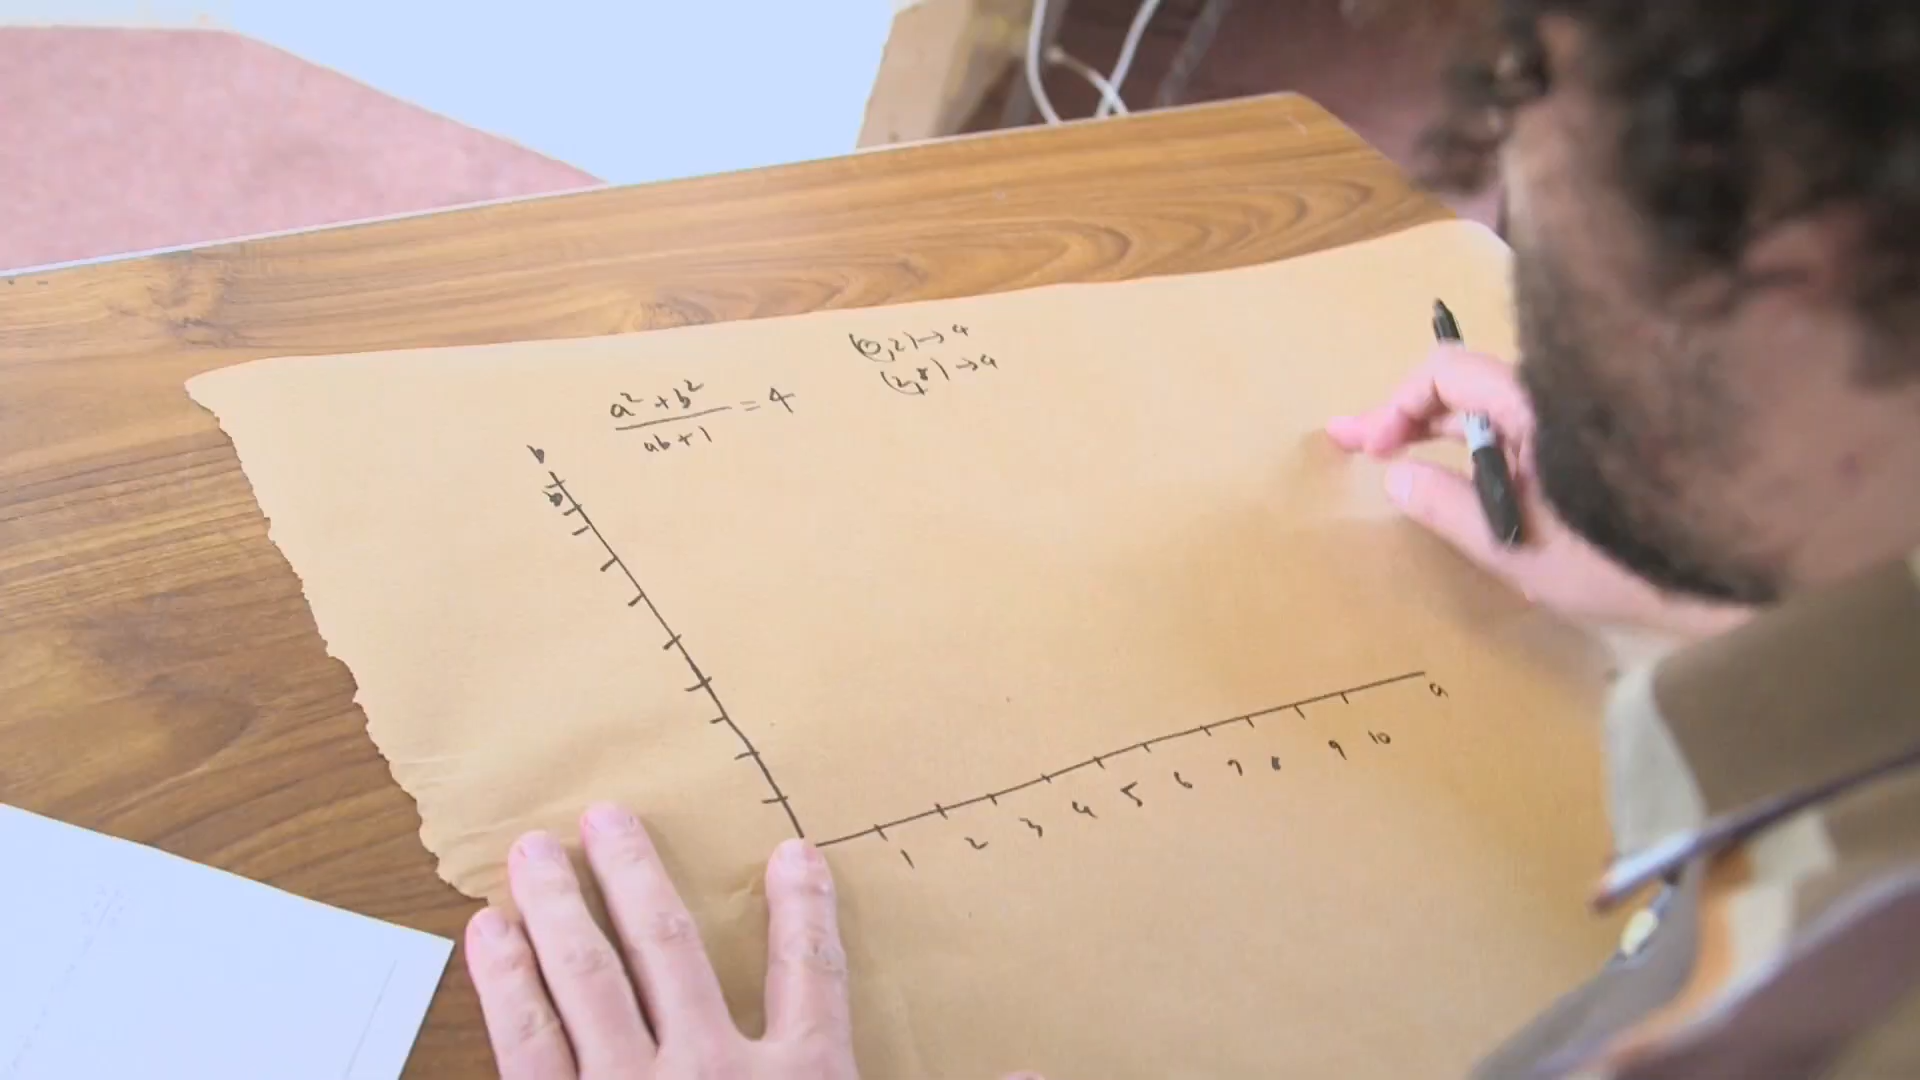 (0,2) → 4
(2,8) → 4
a² + b²
――― = 4
ab + 1
b
8
a
1 2 3 4 5 6 7 8 9 10